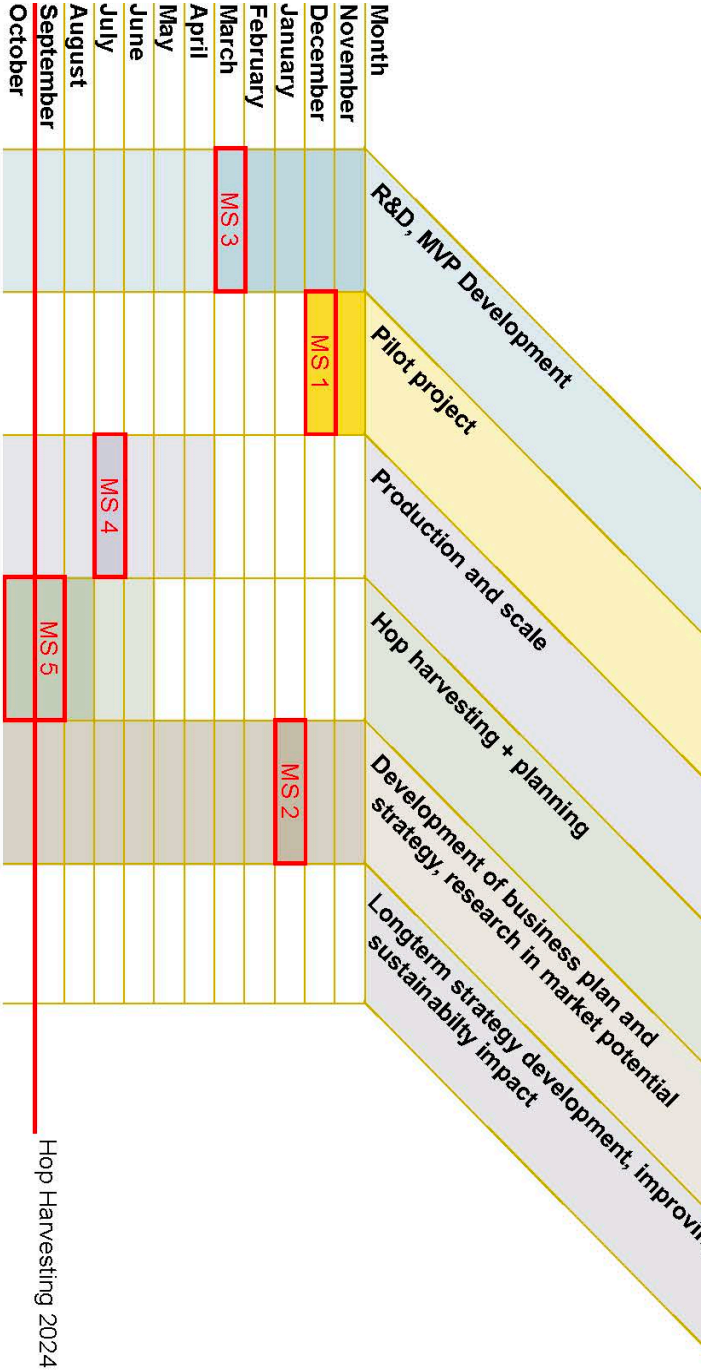 Month
November
December
January
February
March
April
May
June
July
August
September
October
R&D, MVP Development
Pilot project
Production and scale
Hop harvesting + planning
Development of business plan and
strategy, research in market potential
Longterm strategy development, improvin
sustainabilty impact
MS 3
MS 1
MS 4
MS 5
MS 2
Hop Harvesting 2024